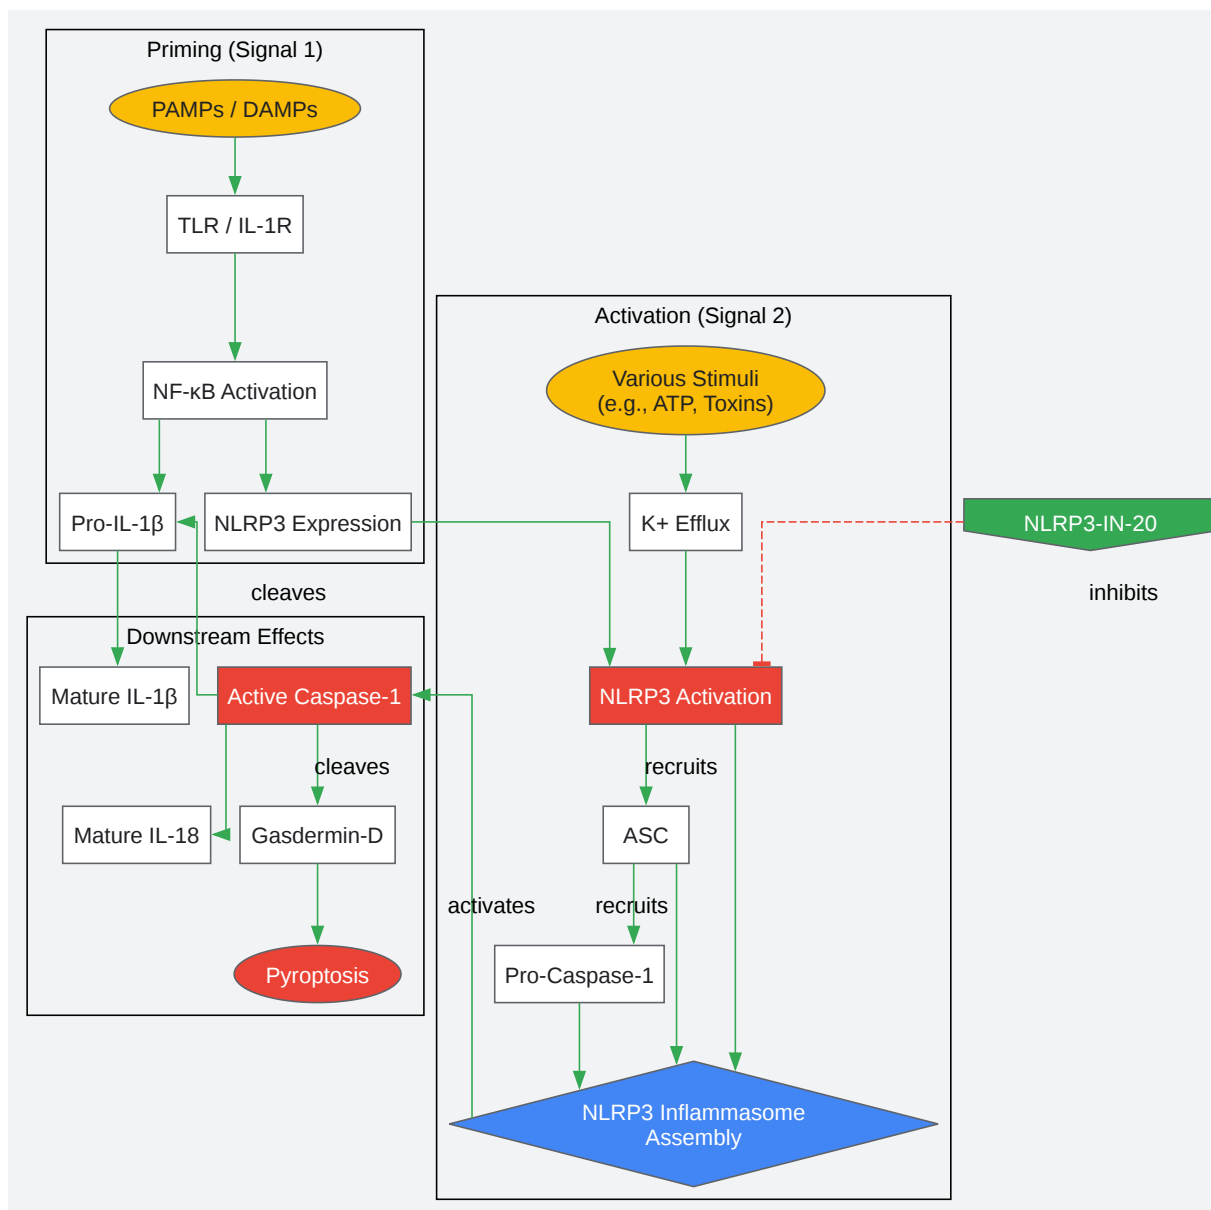 Priming (Signal 1)
PAMPs / DAMPs
TLR / IL-1R
NF-κB Activation
Pro-IL-1β
NLRP3 Expression
cleaves
Downstream Effects
Mature IL-1β
Active Caspase-1
cleaves
Mature IL-18
Gasdermin-D
Pyroptosis
Activation (Signal 2)
Various Stimuli
(e.g., ATP, Toxins)
K+ Efflux
NLRP3 Activation
recruits
ASC
activates
recruits
Pro-Caspase-1
NLRP3 Inflammasome
Assembly
NLRP3-IN-20
inhibits